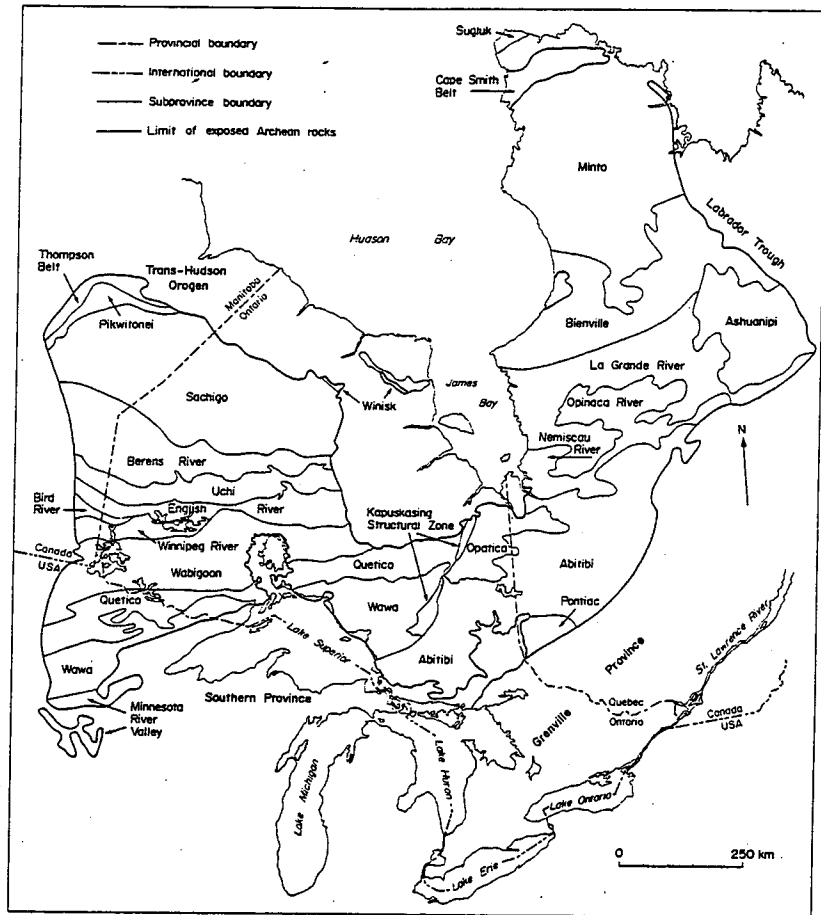 Provincial boundary
International boundary
Subprovince boundary
Limit of exposed Archean rocks
Sugluk
Cape Smith
Belt
Minto
Labrador Trough
Hudson Bay
Thompson
Belt
Trans-Hudson
Orogen
Manitoba
Ontario
Pikwitonei
Bienville
Ashuanipi
La Grande River
Sachigo
James
Bay
Winisk
Opinaca River
N
Nemiscau
River
Berens River
Uchi
Bird
River
English
River
Kapuskasing
Structural Zone
Winnipeg River
Canada
USA
Wabigoon
Quetico
Opatica
Abitibi
Quetico
Wawa
Pontiac
Lake Superior
Abitibi
Wawa
Southern Province
Minnesota
River
Valley
Grenville Province
St. Lawrence River
Quebec
Ontario
Canada
USA
Lake Michigan
Lake Huron
Lake Ontario
Lake Erie
0 250 km